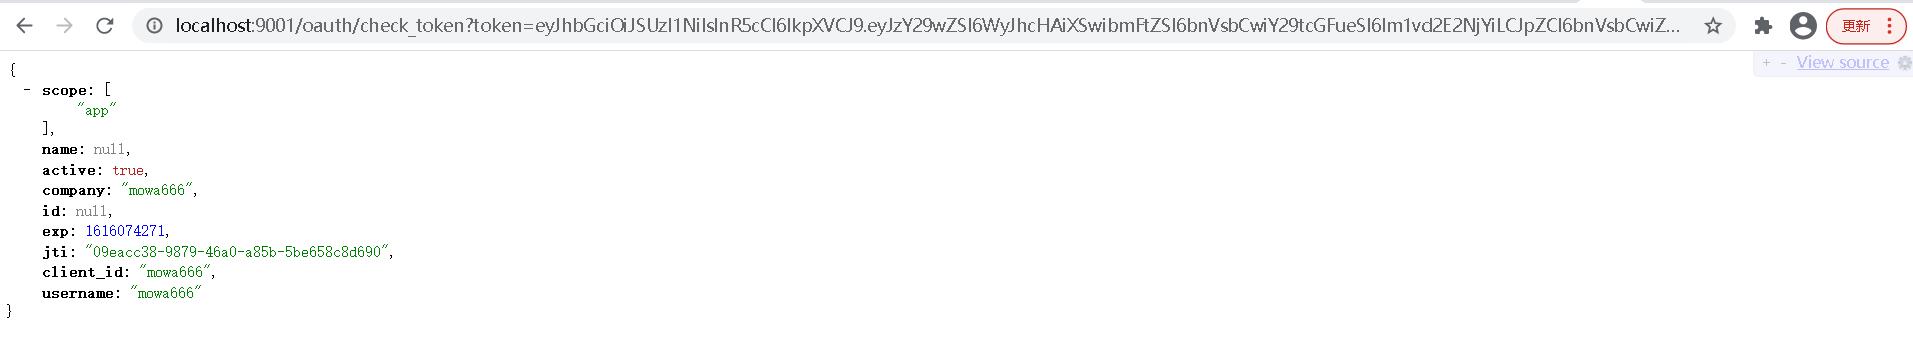 localhost:9001/oauth/check_token?token=eyJhbGciOiJSUzI1NiIsInR5cCI6IkpXVCJ9.eyJzY29wZSI6WyJhcHAiXSwibmFtZSI6bnVsbCwiY29tcGFueSI6Im1vd2E2NjYiLCJpZCI6bnVsbCwiZ... 更新
+ - View source
{
- scope: [
"app"
],
name: null,
active: true,
company: "mowa666",
id: null,
exp: 1616074271,
jti: "09eacc38-9879-46a0-a85b-5be658c8d690",
client_id: "mowa666",
username: "mowa666"
}